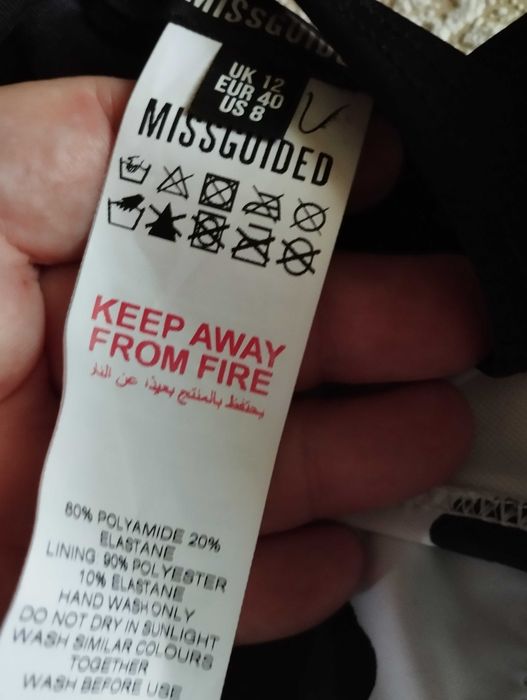 MISSGUIDED
UK 12
EUR 40
US 8
MISSGUIDED
KEEP AWAY
FROM FIRE
يحتفظ بالمنتج بعيدًا عن النار
80% POLYAMIDE 20%
ELASTANE
LINING 90% POLYESTER
10% ELASTANE
HAND WASH ONLY
DO NOT DRY IN SUNLIGHT
WASH SIMILAR COLOURS
TOGETHER
WASH BEFORE USE